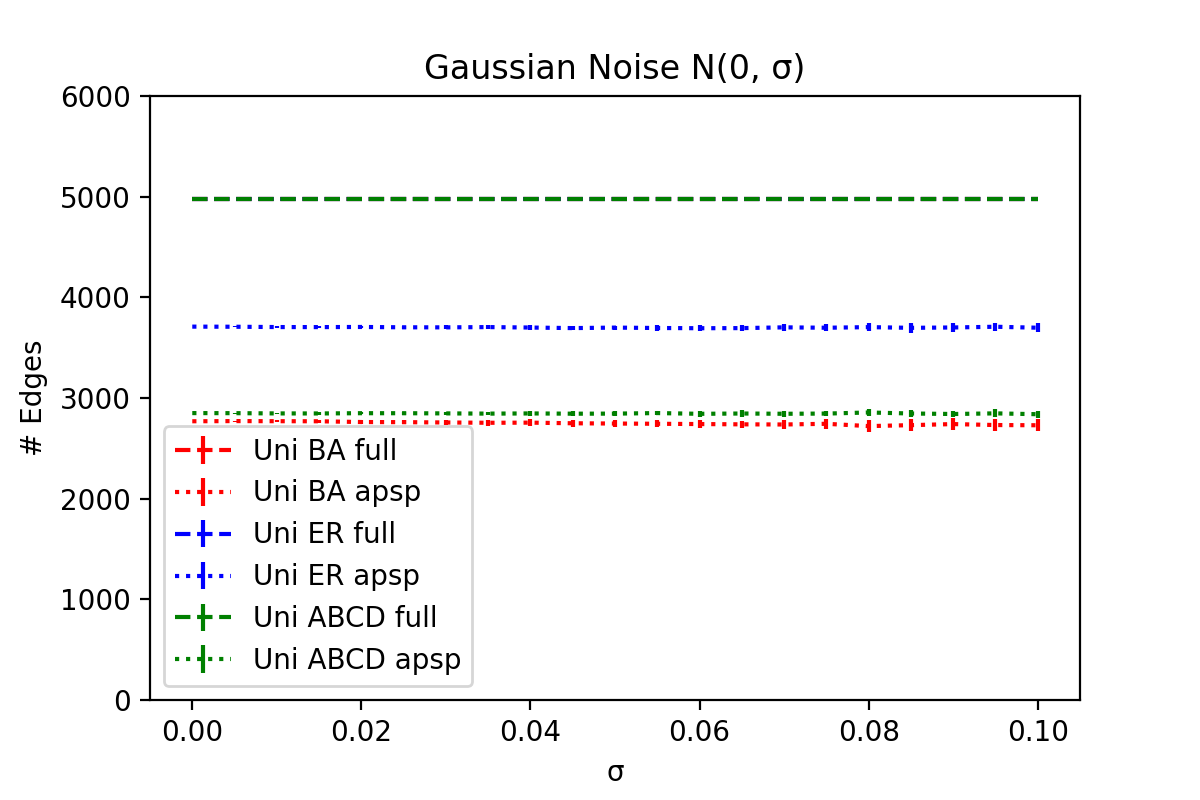 Gaussian Noise N(0, σ)
6000
5000
4000
3000
2000
1000
0
# Edges
Uni BA full
Uni BA apsp
Uni ER full
Uni ER apsp
Uni ABCD full
Uni ABCD apsp
0.00 0.02 0.04 0.06 0.08 0.10
σ